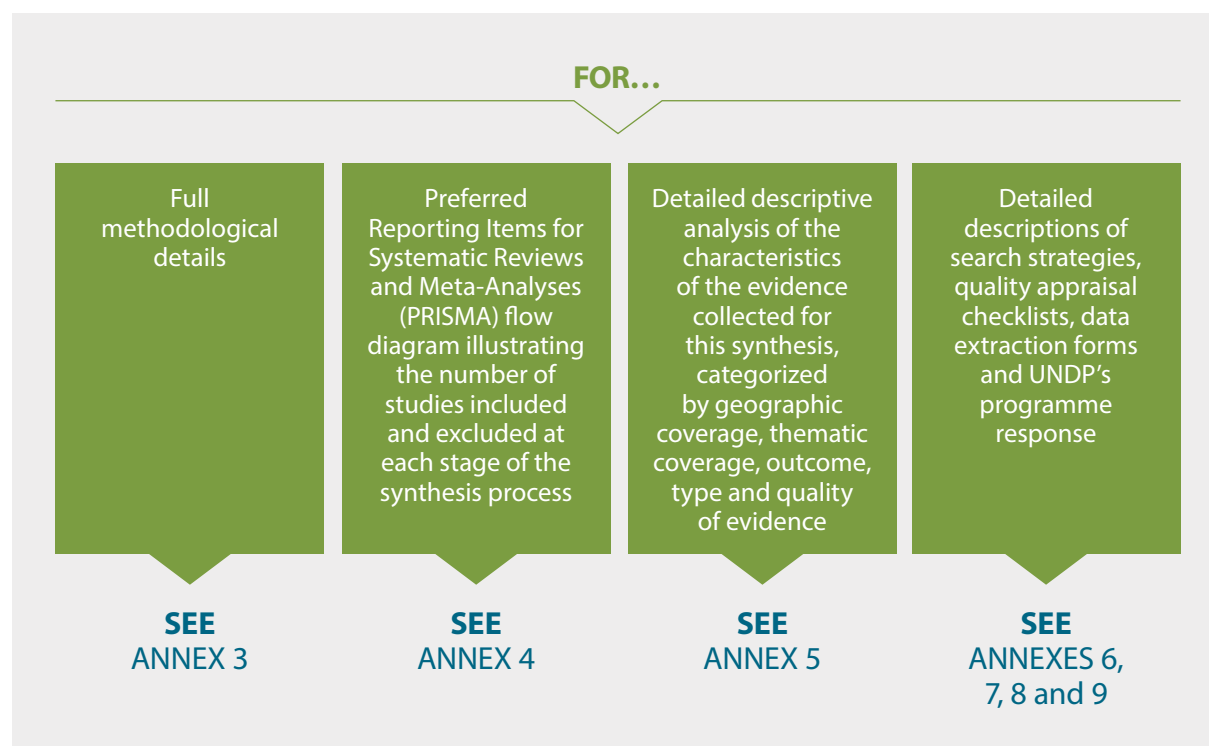 FOR…
Full
methodological
details
Preferred
Reporting Items for
Systematic Reviews
and Meta-Analyses
(PRISMA) flow
diagram illustrating
the number of
studies included
and excluded at
each stage of the
synthesis process
Detailed descriptive
analysis of the
characteristics
of the evidence
collected for
this synthesis,
categorized
by geographic
coverage, thematic
coverage, outcome,
type and quality
of evidence
Detailed
descriptions of
search strategies,
quality appraisal
checklists, data
extraction forms
and UNDP’s
programme
response
SEE
ANNEX 3
SEE
ANNEX 4
SEE
ANNEX 5
SEE
ANNEXES 6,
7, 8 and 9